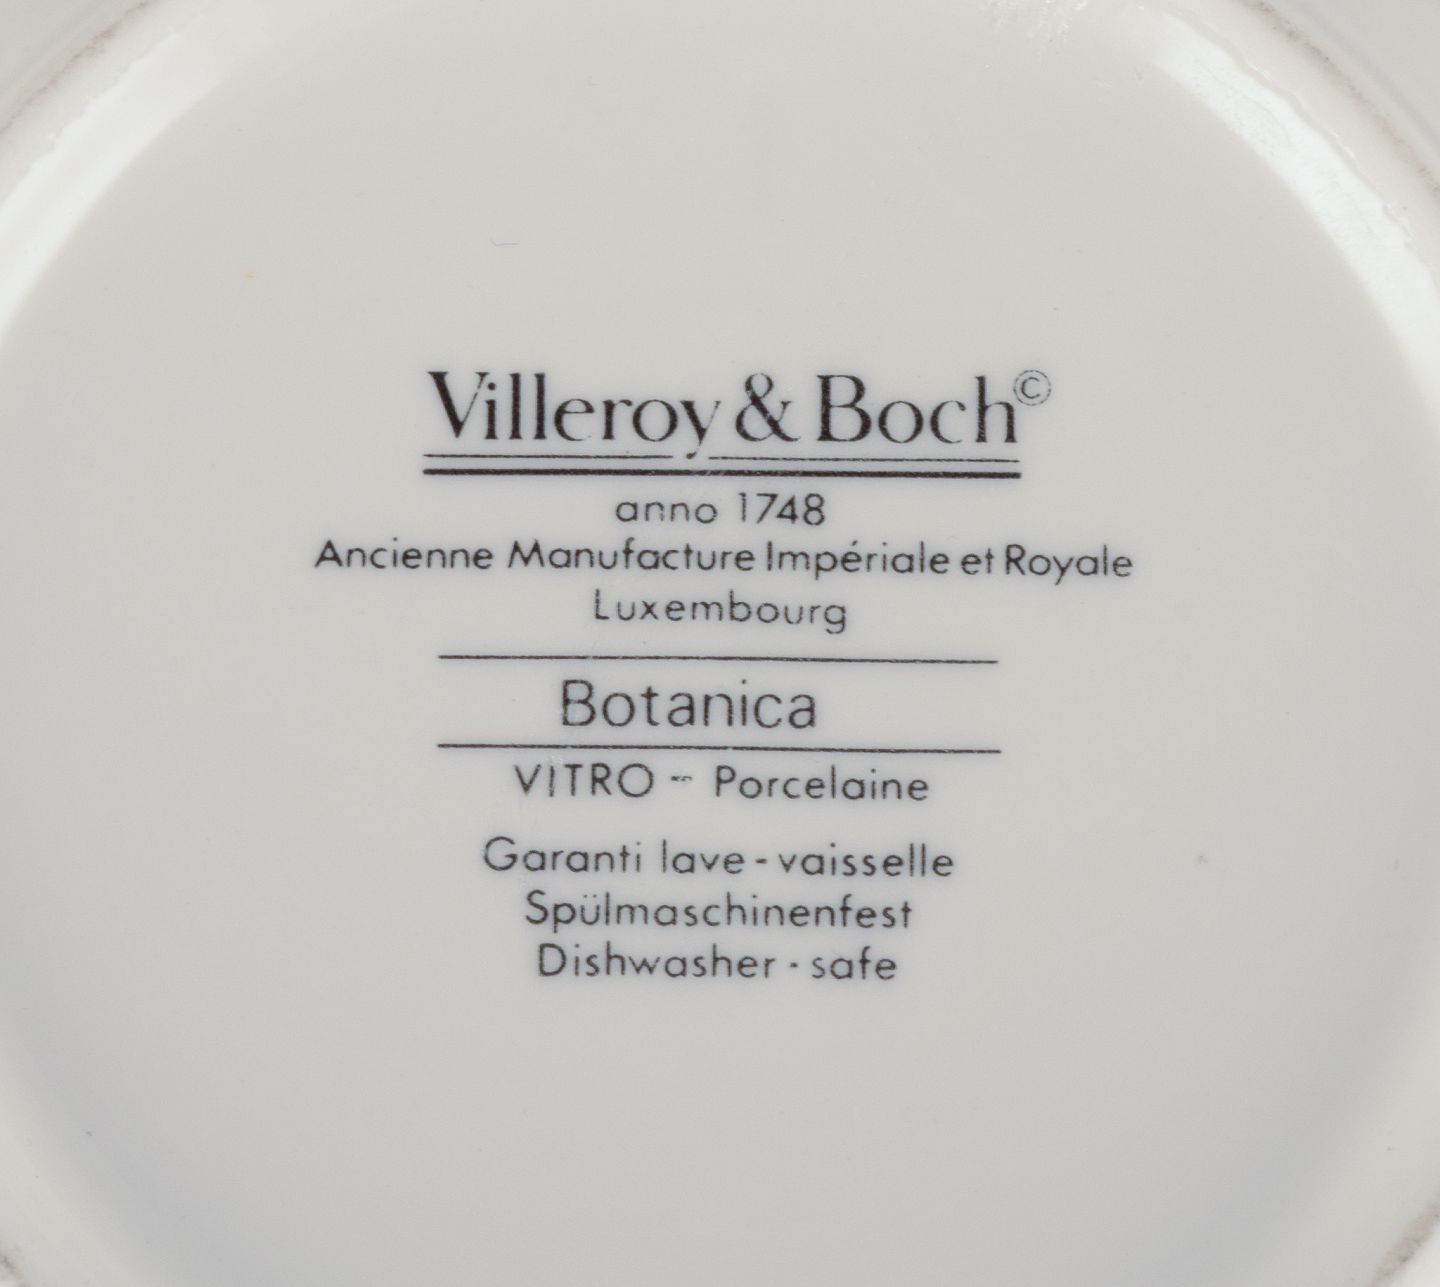 Villeroy & Boch©
anno 1748
Ancienne Manufacture Impériale et Royale
Luxembourg
Botanica
VITRO - Porcelaine
Garanti lave-vaisselle
Spülmaschinenfest
Dishwasher-safe